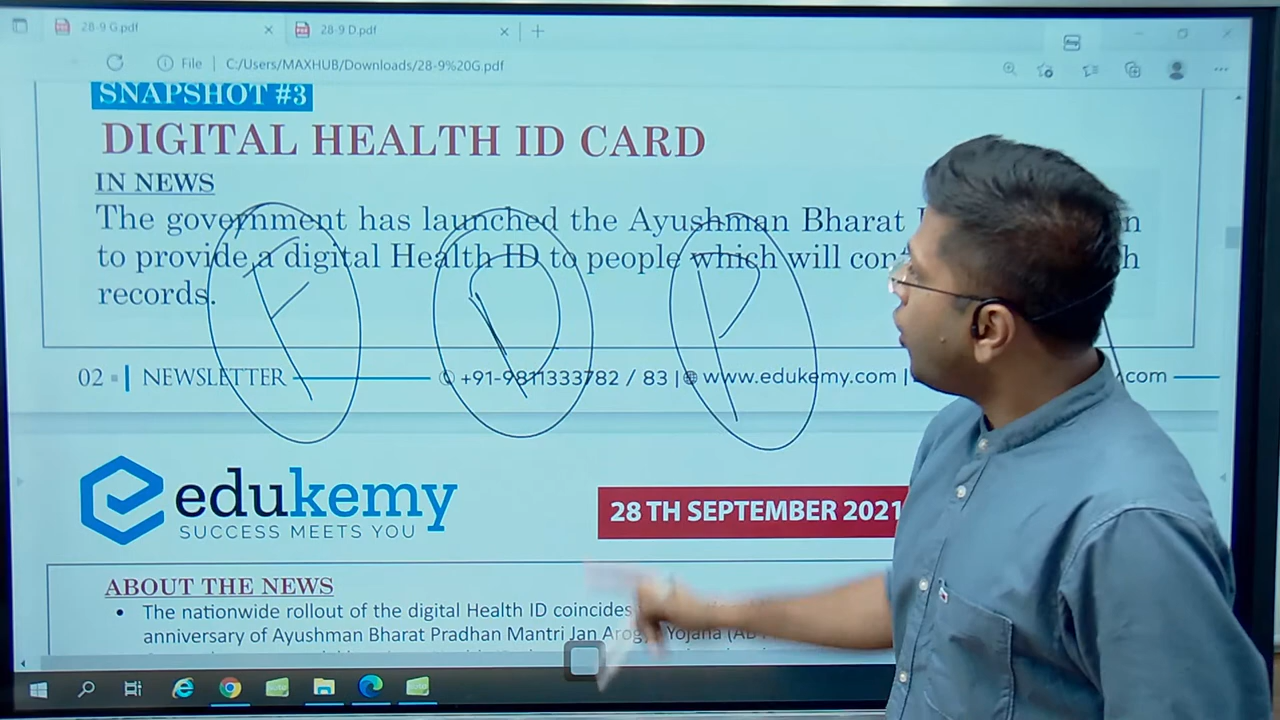 28-9 G.pdf
28-9 D.pdf
File
C:/Users/MAXHUB/Downloads/28-9%20G.pdf
SNAPSHOT #3
DIGITAL HEALTH ID CARD
IN NEWS
The government has launched the Ayushman Bharat
to provide a digital Health ID to people which will
records.
02 NEWSLETTER +91-9811333782 / 83 | www.edukemy.com |
edukemy
SUCCESS MEETS YOU
28 TH SEPTEMBER 2021
ABOUT THE NEWS
• The nationwide rollout of the digital Health ID coincides
anniversary of Ayushman Bharat Pradhan Mantri Jan Yojana